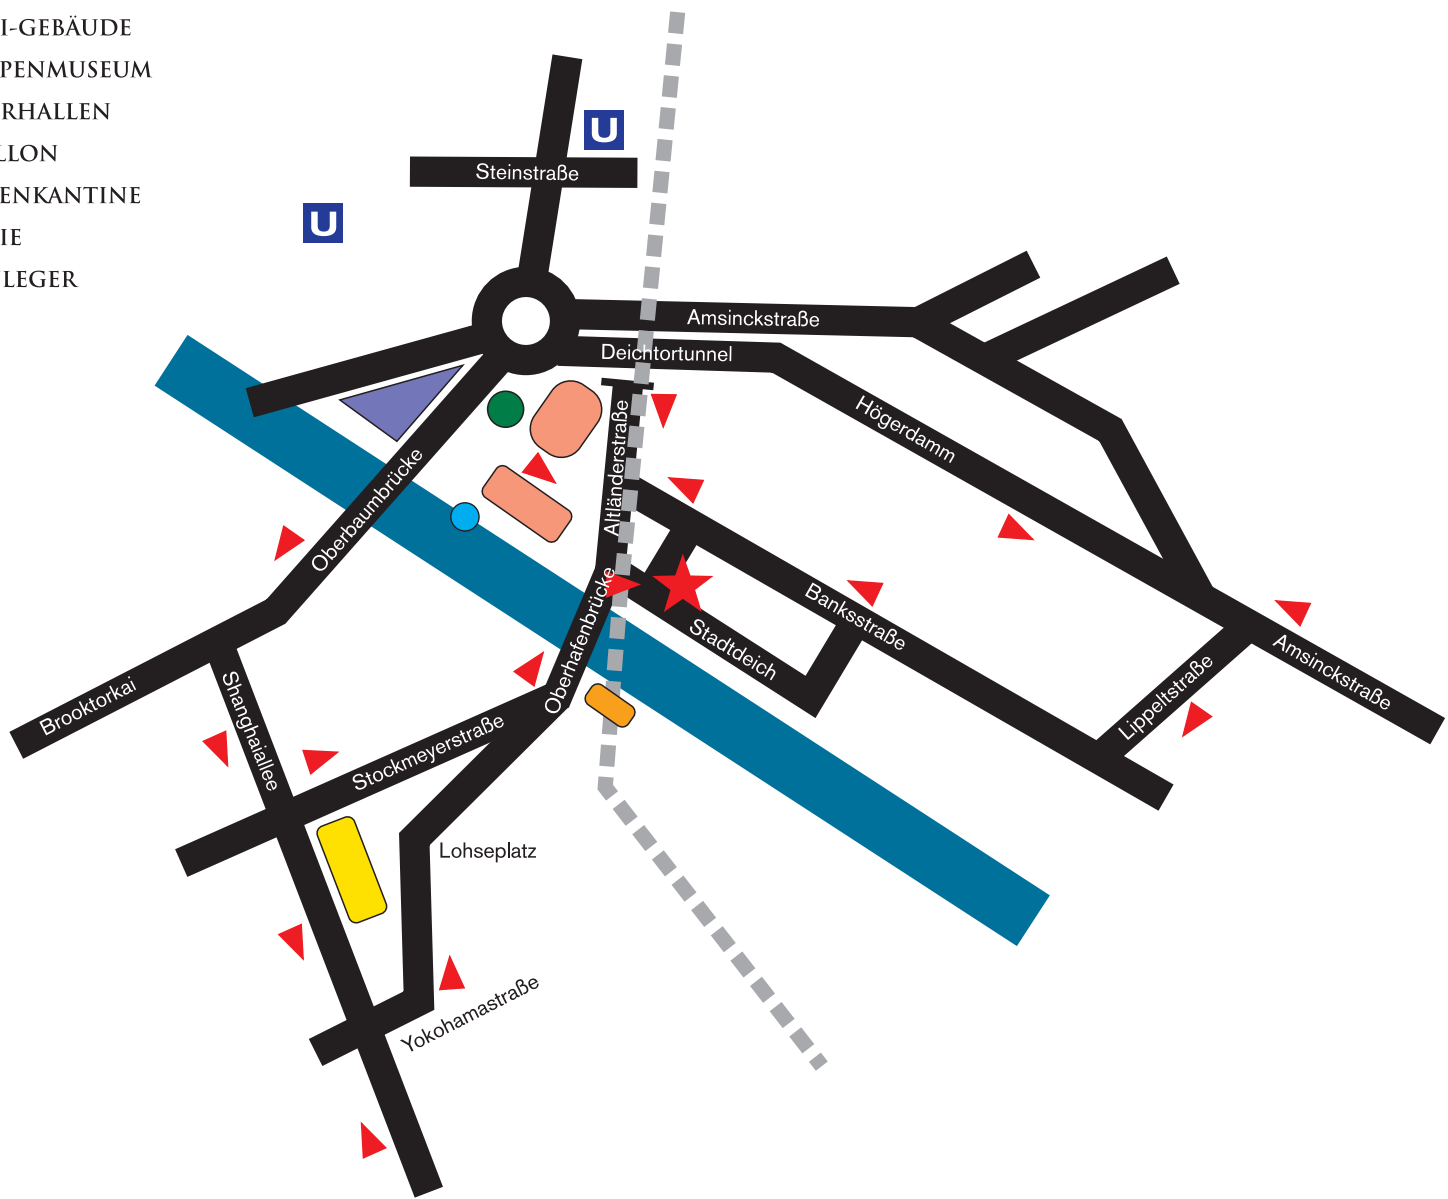 I-GEBÄUDE
PENMUSEUM
RHALLEN
LLON
ENKANTINE
IE
LEGER
U
Steinstraße
U
Amsinckstraße
Deichtortunnel
Altländerstraße
Högerdamm
Oberbaumbrücke
Banksstraße
Stadtdeich
Oberhafenbrücke
Amsinckstraße
Lippeltstraße
Brooktorkai
Shanghaiallee
Stockmeyerstraße
Lohseplatz
Yokohamastraße